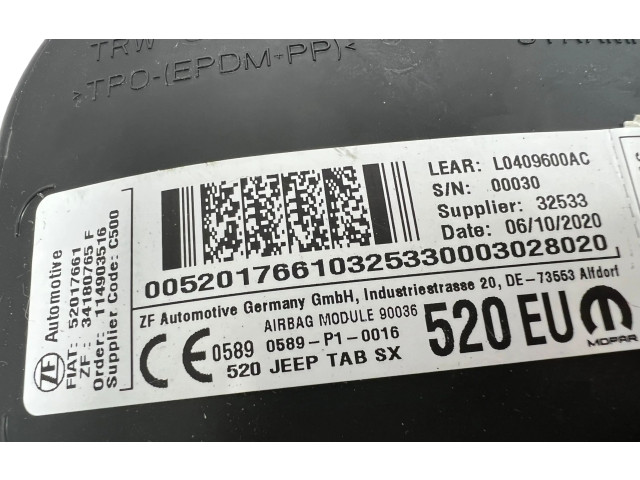 TRW
>TPO-(EPDM+PP)<
ZF Automotive
FIAT: 52017661
ZF : 34180765 F
Order: 114903516
Supplier Code: C500
LEAR: L0409600AC
S/N: 00030
Supplier: 32533
Date: 06/10/2020
00520176610325330003028020
ZF Automotive Germany GmbH, Industriestrasse 20, DE-73553 Alfdorf
AIRBAG MODULE 90036
CE 0589 0589-P1-0016
520 JEEP TAB SX
520 EU
MOPAR